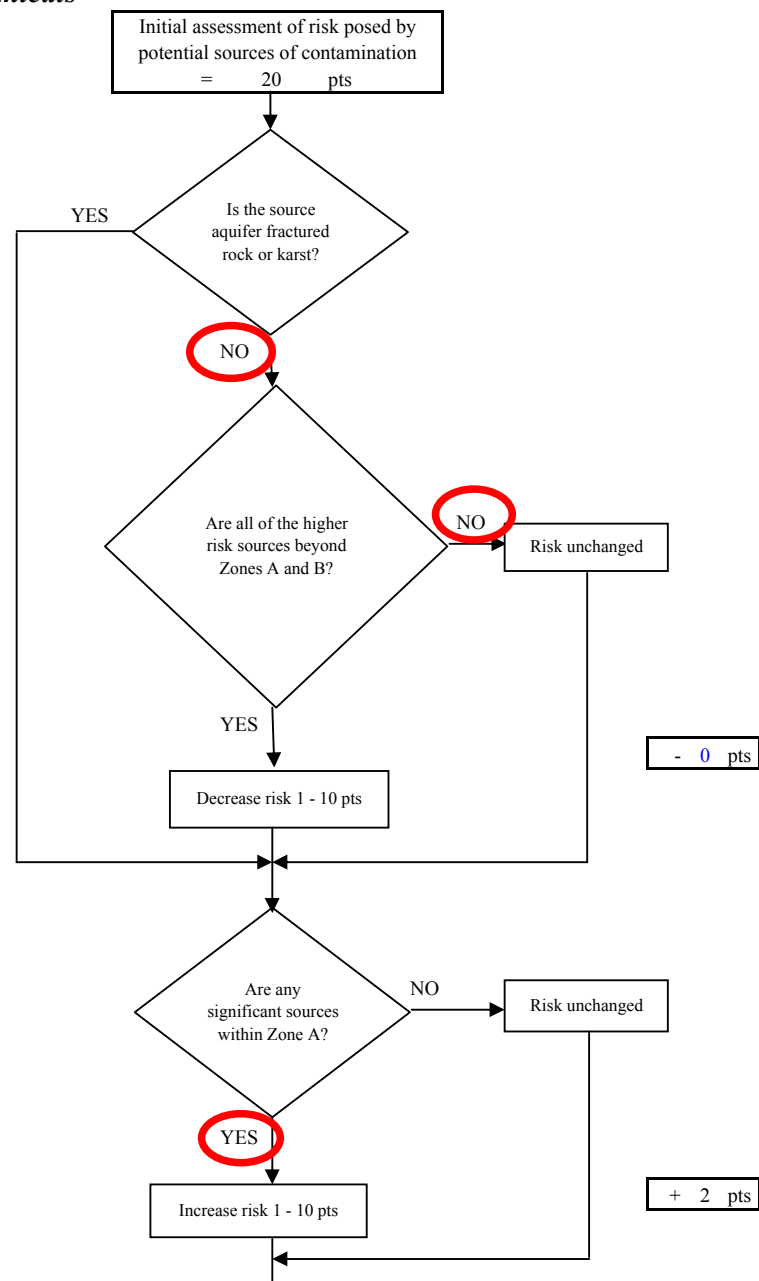 Initial assessment of risk posed by
potential sources of contamination
= 20 pts
YES
Is the source
aquifer fractured
rock or karst?
NO
Are all of the higher
risk sources beyond
Zones A and B?
NO
Risk unchanged
YES
- 0 pts
Decrease risk 1 - 10 pts
Are any
significant sources
within Zone A?
NO
Risk unchanged
YES
Increase risk 1 - 10 pts
+ 2 pts